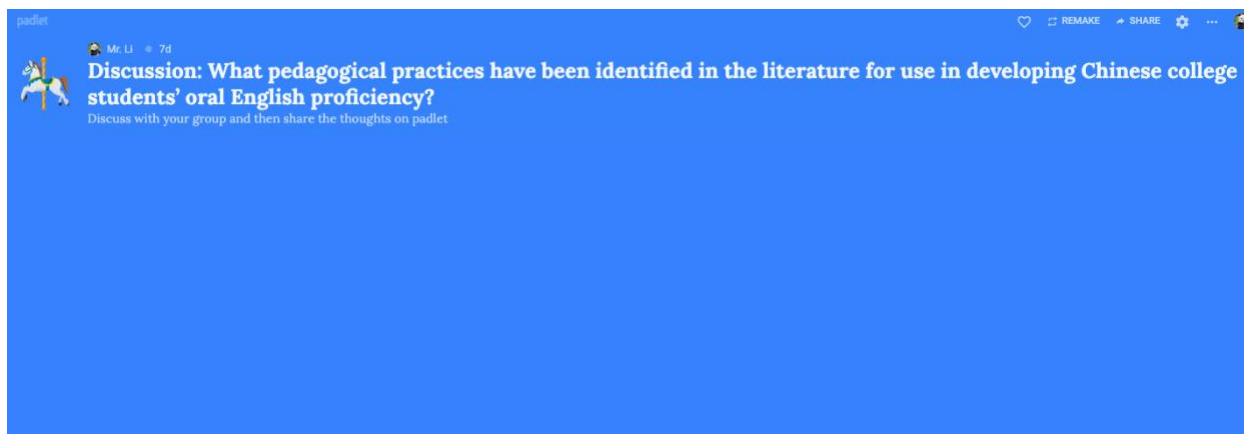 padlet
REMAKE SHARE
Mr. Li 7d
Discussion: What pedagogical practices have been identified in the literature for use in developing Chinese college
students’ oral English proficiency?
Discuss with your group and then share the thoughts on padlet